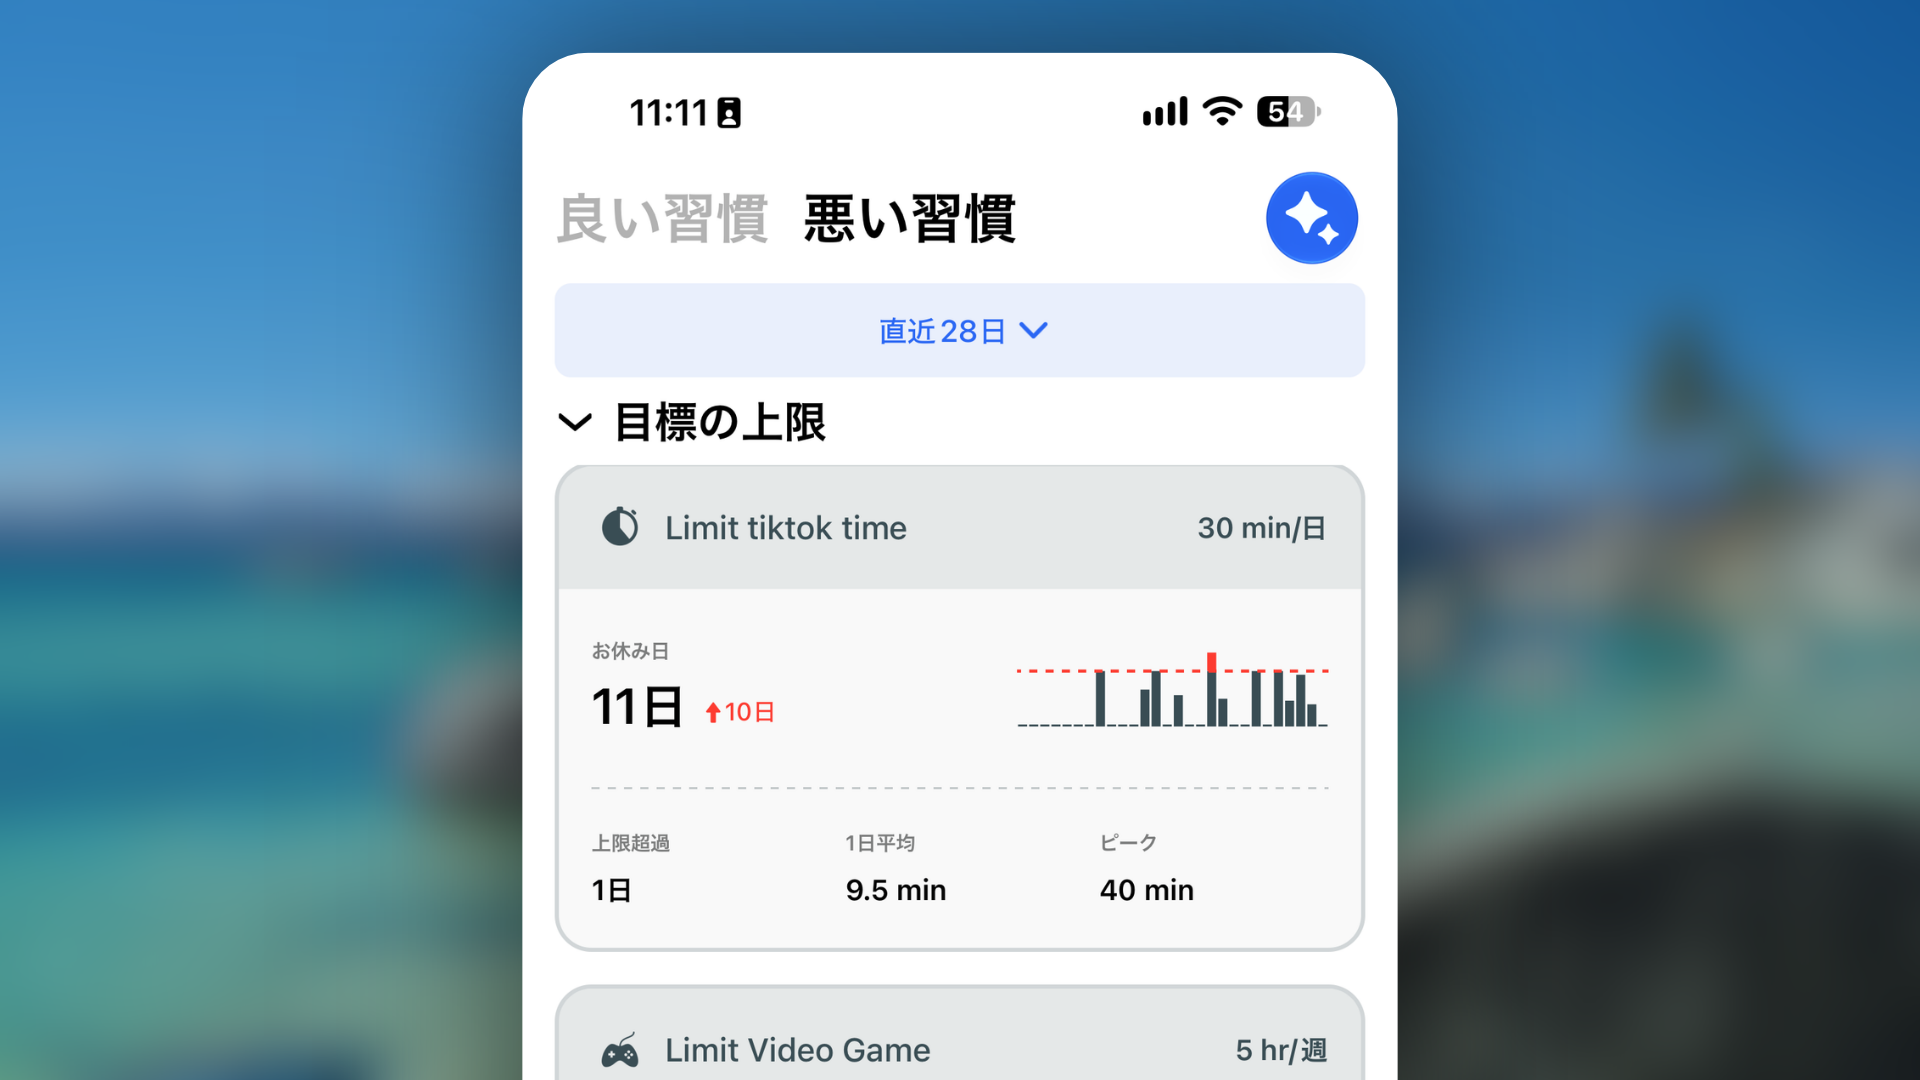 11:11
54
良い習慣 悪い習慣
直近28日
目標の上限
Limit tiktok time 30 min/日
お休み日
11日 10日
上限超過 1日平均 ピーク
1日 9.5 min 40 min
Limit Video Game 5 hr/週